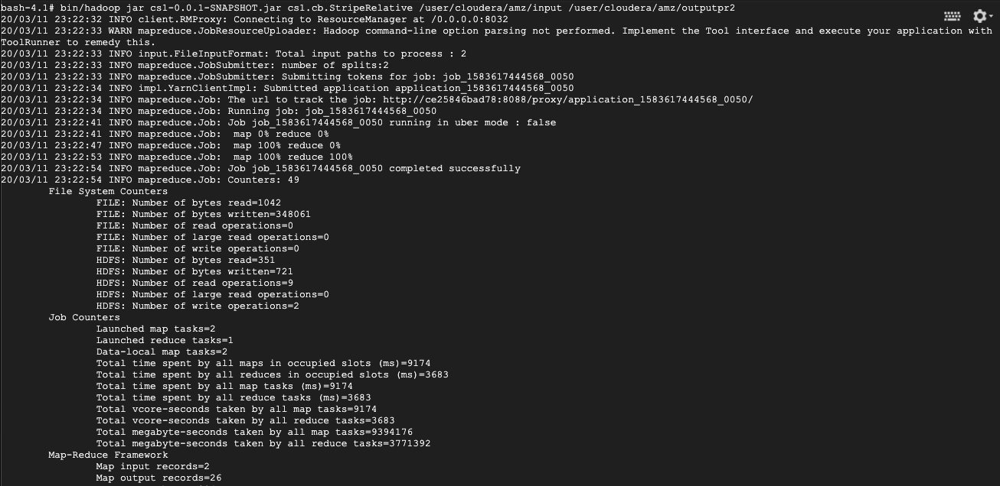 bash-4.1# bin/hadoop jar cs1-0.0.1-SNAPSHOT.jar cs1.cb.StripeRelative /user/cloudera/amz/input /user/cloudera/amz/outputpr2
20/03/11 23:22:32 INFO client.RMProxy: Connecting to ResourceManager at /0.0.0.0:8032
20/03/11 23:22:33 WARN mapreduce.JobResourceUploader: Hadoop command-line option parsing not performed. Implement the Tool interface and execute your application with
ToolRunner to remedy this.
20/03/11 23:22:33 INFO input.FileInputFormat: Total input paths to process : 2
20/03/11 23:22:33 INFO mapreduce.JobSubmitter: number of splits:2
20/03/11 23:22:33 INFO mapreduce.JobSubmitter: Submitting tokens for job: job_1583617444568_0050
20/03/11 23:22:34 INFO impl.YarnClientImpl: Submitted application application_1583617444568_0050
20/03/11 23:22:34 INFO mapreduce.Job: The url to track the job: http://ce25846bad78:8088/proxy/application_1583617444568_0050/
20/03/11 23:22:34 INFO mapreduce.Job: Running job: job_1583617444568_0050
20/03/11 23:22:41 INFO mapreduce.Job: Job job_1583617444568_0050 running in uber mode : false
20/03/11 23:22:41 INFO mapreduce.Job:  map 0% reduce 0%
20/03/11 23:22:47 INFO mapreduce.Job:  map 100% reduce 0%
20/03/11 23:22:53 INFO mapreduce.Job:  map 100% reduce 100%
20/03/11 23:22:54 INFO mapreduce.Job: Job job_1583617444568_0050 completed successfully
20/03/11 23:22:54 INFO mapreduce.Job: Counters: 49
File System Counters
FILE: Number of bytes read=1042
FILE: Number of bytes written=348061
FILE: Number of read operations=0
FILE: Number of large read operations=0
FILE: Number of write operations=0
HDFS: Number of bytes read=351
HDFS: Number of bytes written=721
HDFS: Number of read operations=9
HDFS: Number of large read operations=0
HDFS: Number of write operations=2
Job Counters
Launched map tasks=2
Launched reduce tasks=1
Data-local map tasks=2
Total time spent by all maps in occupied slots (ms)=9174
Total time spent by all reduces in occupied slots (ms)=3683
Total time spent by all map tasks (ms)=9174
Total time spent by all reduce tasks (ms)=3683
Total vcore-seconds taken by all map tasks=9174
Total vcore-seconds taken by all reduce tasks=3683
Total megabyte-seconds taken by all map tasks=9394176
Total megabyte-seconds taken by all reduce tasks=3771392
Map-Reduce Framework
Map input records=2
Map output records=26